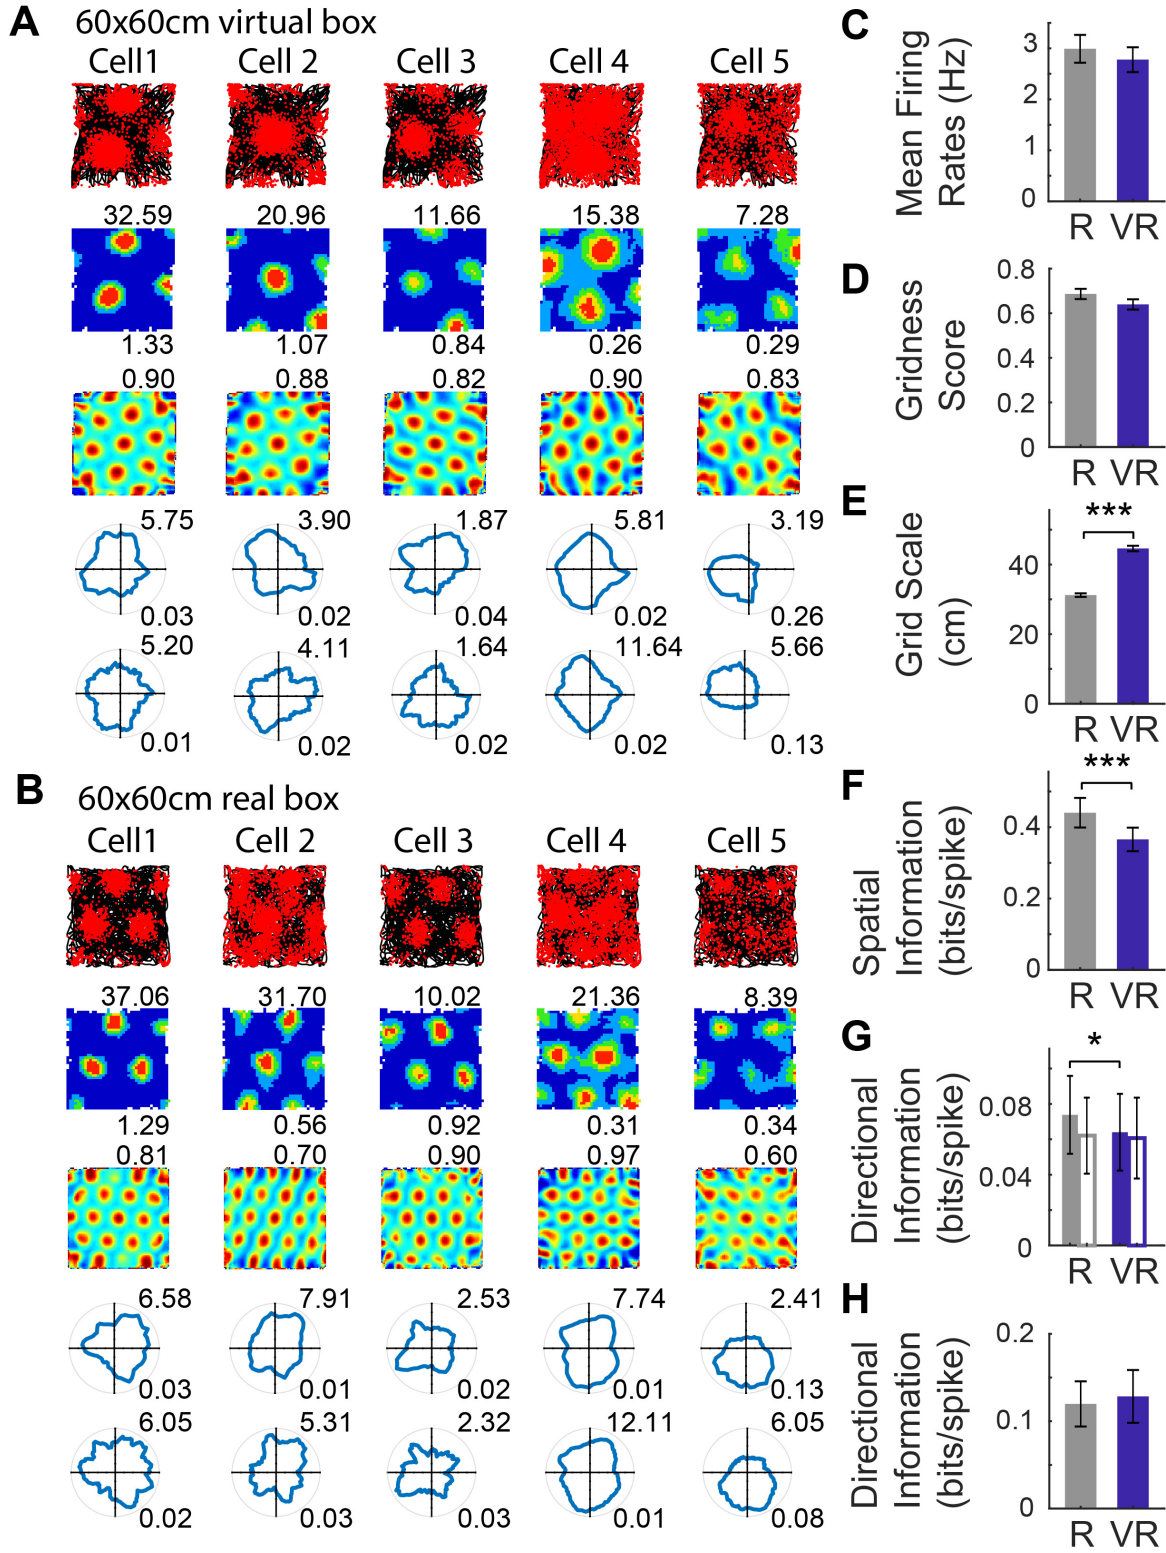 A 60x60cm virtual box
Cell1 Cell 2 Cell 3 Cell 4 Cell 5
32.59 20.96 11.66 15.38 7.28
1.33 1.07 0.84 0.26 0.29
0.90 0.88 0.82 0.90 0.83
5.75 3.90 1.87 5.81 3.19
0.03 0.02 0.04 0.02 0.26
5.20 4.11 1.64 11.64 5.66
0.01 0.02 0.02 0.02 0.13
B 60x60cm real box
Cell1 Cell 2 Cell 3 Cell 4 Cell 5
37.06 31.70 10.02 21.36 8.39
1.29 0.56 0.92 0.31 0.34
0.81 0.70 0.90 0.97 0.60
6.58 7.91 2.53 7.74 2.41
0.03 0.01 0.02 0.01 0.13
6.05 5.31 2.32 12.11 6.05
0.02 0.03 0.03 0.01 0.08
C
Mean Firing
Rates (Hz)
3
2
1
0
R VR
D
Gridness
Score
0.8
0.6
0.4
0.2
0
R VR
E
Grid Scale
(cm)
***
40
20
0
R VR
F
Spatial
Information
(bits/spike)
***
0.4
0.2
0
R VR
G
Directional
Information
(bits/spike)
*
0.08
0.04
0
R VR
H
Directional
Information
(bits/spike)
0.2
0.1
0
R VR